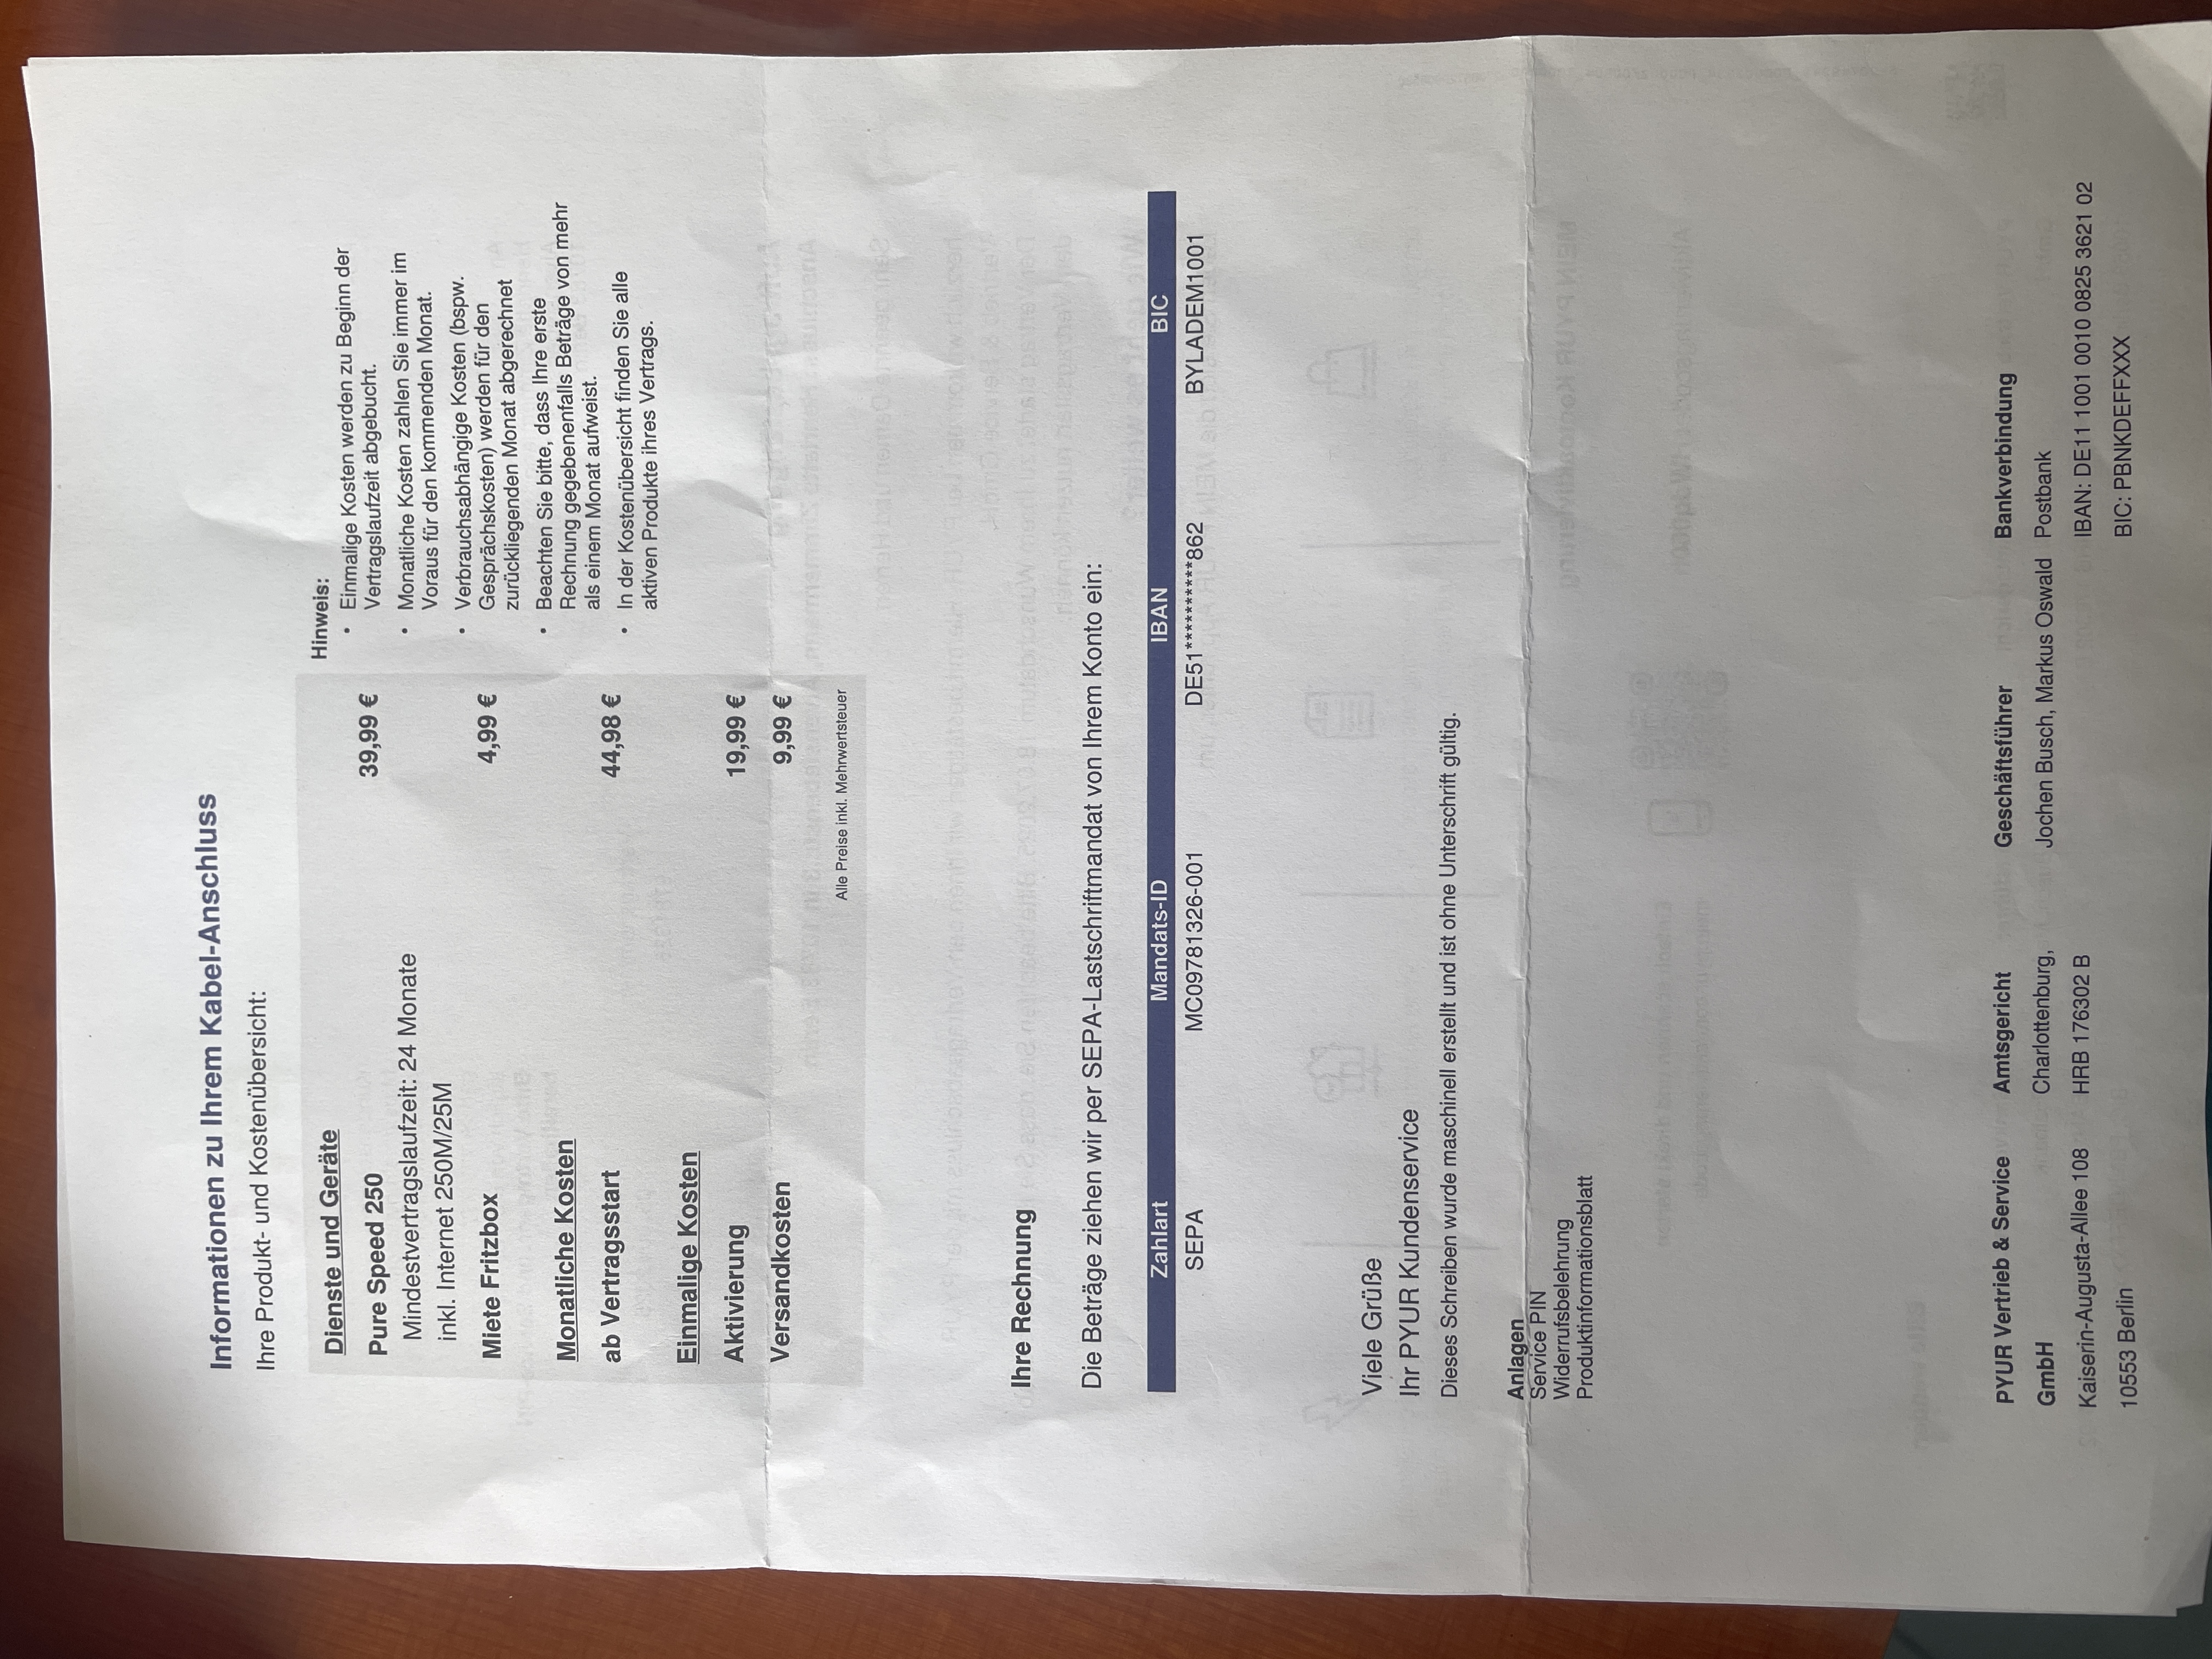 Informationen zu Ihrem Kabel-Anschluss
Ihre Produkt- und Kostenübersicht:
Dienste und Geräte
Pure Speed 250 39,99 €
Mindestvertragslaufzeit: 24 Monate
inkl. Internet 250M/25M
Miete Fritzbox 4,99 €
Monatliche Kosten
ab Vertragsstart 44,98 €
Einmalige Kosten
Aktivierung 19,99 €
Versandkosten 9,99 €
Alle Preise inkl. Mehrwertsteuer
Hinweis:
• Einmalige Kosten werden zu Beginn der
Vertragslaufzeit abgebucht.
• Monatliche Kosten zahlen Sie immer im
Voraus für den kommenden Monat.
• Verbrauchsabhängige Kosten (bspw.
Gesprächskosten) werden für den
zurückliegenden Monat abgerechnet
• Beachten Sie bitte, dass Ihre erste
Rechnung gegebenenfalls Beträge von mehr
als einem Monat aufweist.
• In der Kostenübersicht finden Sie alle
aktiven Produkte ihres Vertrags.
Ihre Rechnung
Die Beträge ziehen wir per SEPA-Lastschriftmandat von Ihrem Konto ein:
Zahlart Mandats-ID IBAN BIC
SEPA MC09781326-001 DE51**********862 BYLADEM1001
Viele Grüße
Ihr PYUR Kundenservice
Dieses Schreiben wurde maschinell erstellt und ist ohne Unterschrift gültig.
Anlagen
Service PIN
Widerrufsbelehrung
Produktinformationsblatt
PYUR Vertrieb & Service
GmbH
Kaiserin-Augusta-Allee 108
10553 Berlin
Amtsgericht
Charlottenburg,
HRB 176302 B
Geschäftsführer
Jochen Busch, Markus Oswald
Bankverbindung
Postbank
IBAN: DE11 1001 0010 0825 3621 02
BIC: PBNKDEFFXXX